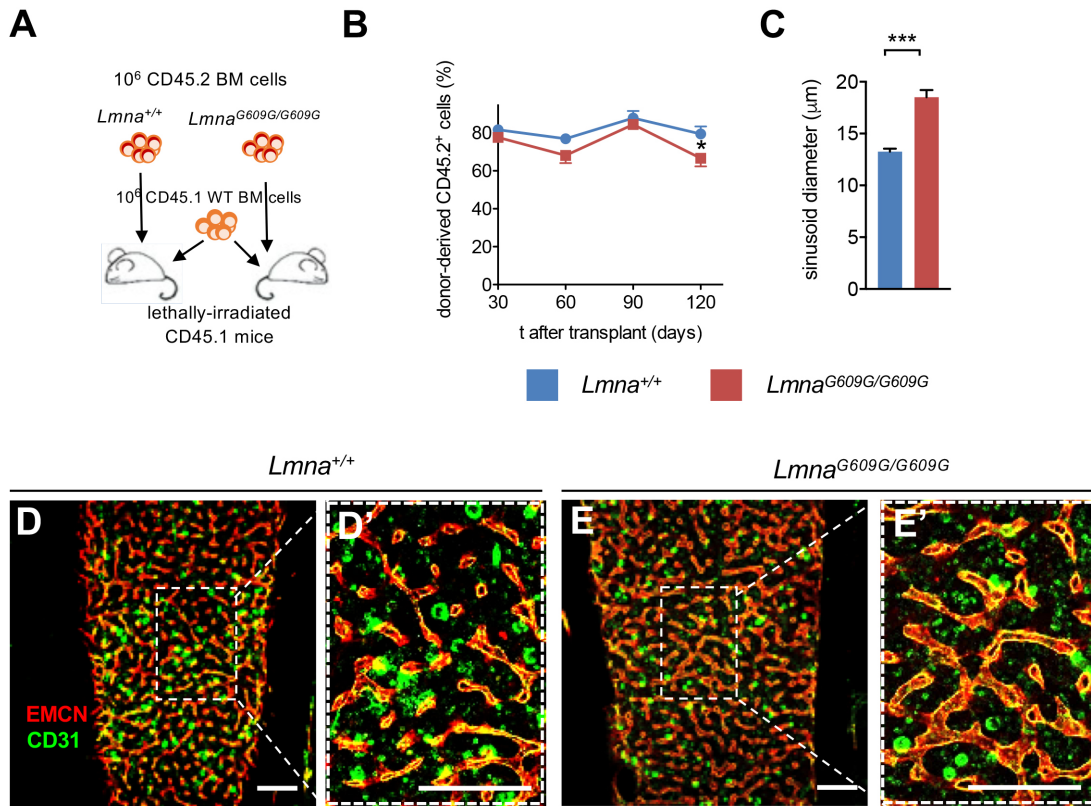 A
10⁶ CD45.2 BM cells
Lmna+/+ LmnaG609G/G609G
10⁶ CD45.1 WT BM cells
lethally-irradiated
CD45.1 mice
B
donor-derived CD45.2+ cells (%)
80
60
40
20
0
*
30 60 90 120
t after transplant (days)
C
***
sinusoid diameter (μm)
20
15
10
5
0
Lmna+/+ LmnaG609G/G609G
Lmna+/+ LmnaG609G/G609G
D D' E E'
EMCN
CD31